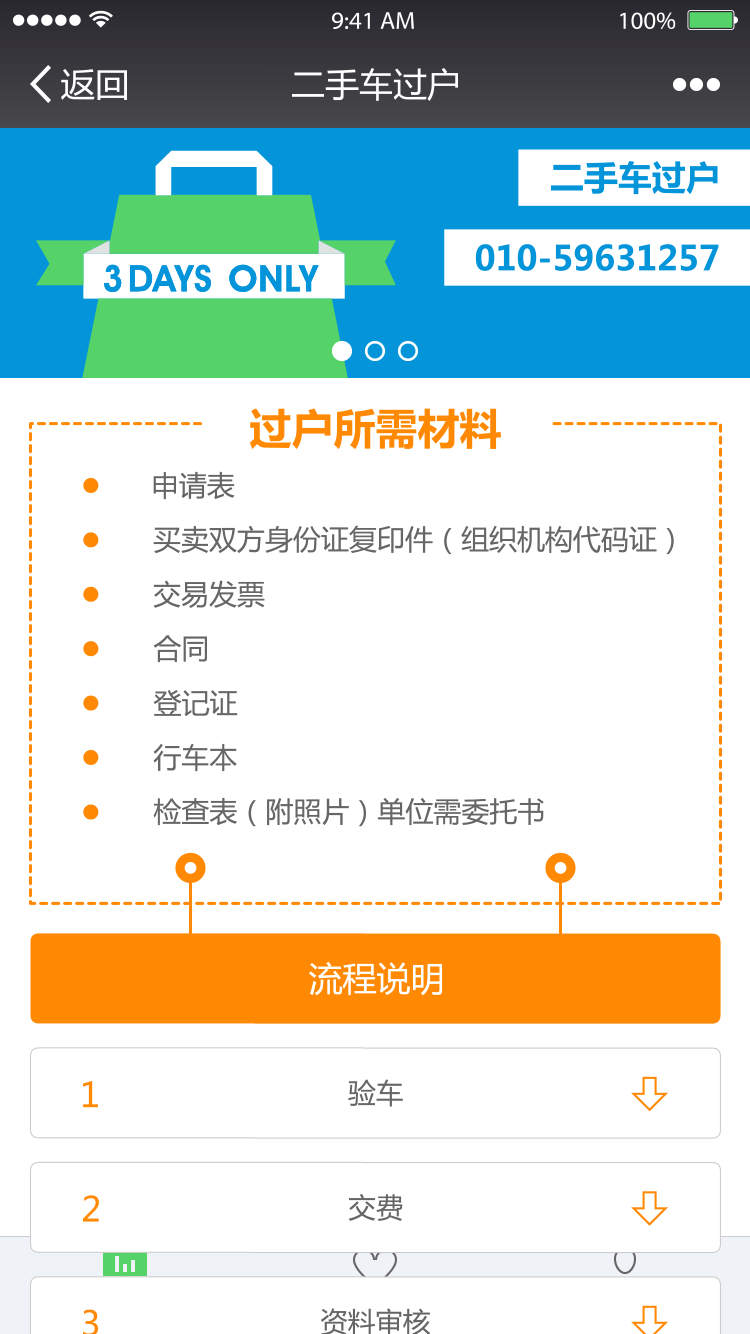 9:41 AM
100%
返回
二手车过户
二手车过户
010-59631257
3 DAYS ONLY
过户所需材料
申请表
买卖双方身份证复印件（组织机构代码证）
交易发票
合同
登记证
行车本
检查表（附照片）单位需委托书
流程说明
1 验车
2 交费
3 资料审核